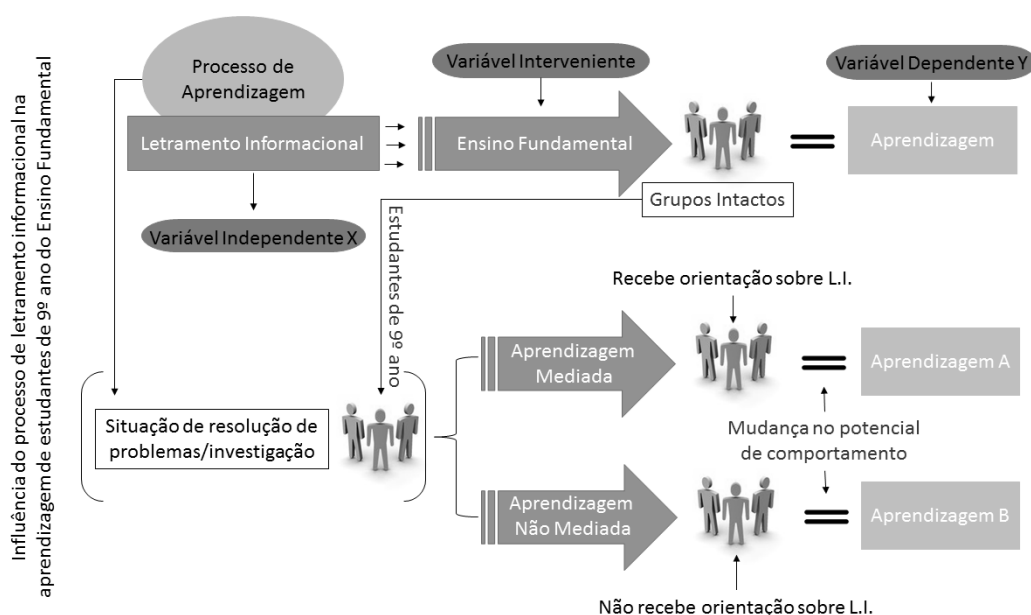 Influência do processo de letramento informacional na
aprendizagem de estudantes de 9º ano do Ensino Fundamental
Processo de
Aprendizagem
Variável Interveniente
Variável Dependente Y
Letramento Informacional
Ensino Fundamental
Aprendizagem
Grupos Intactos
Variável Independente X
Estudantes de 9º ano
Recebe orientação sobre L.I.
Aprendizagem
Mediada
Aprendizagem A
Situação de resolução de
problemas/investigação
Mudança no potencial
de comportamento
Aprendizagem
Não Mediada
Aprendizagem B
Não recebe orientação sobre L.I.